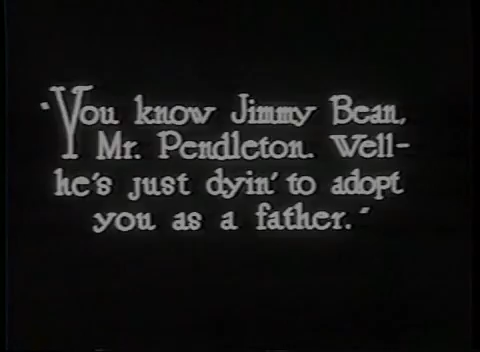 "You know Jimmy Bean,
Mr. Pendleton. Well-
he's just dyin' to adopt
you as a father."